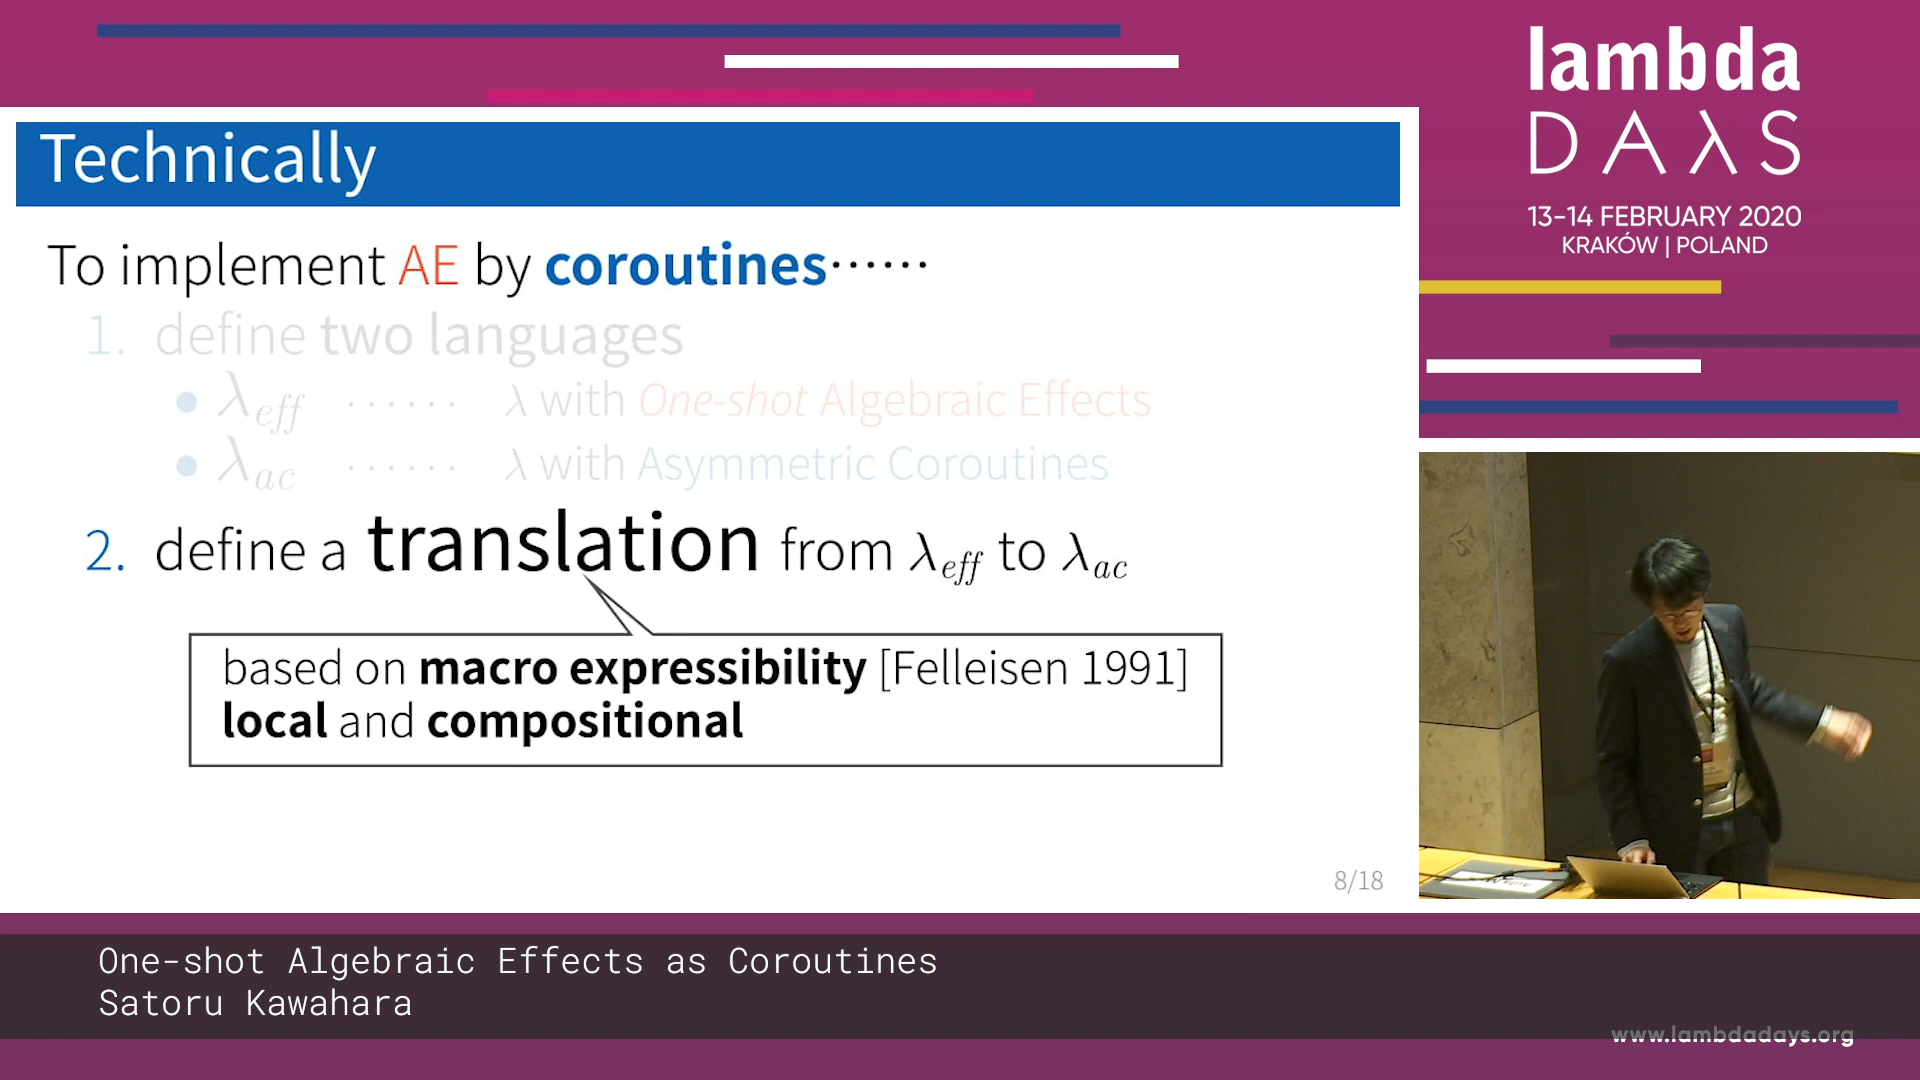 lambda
DAλS
13-14 FEBRUARY 2020
KRAKÓW | POLAND
Technically
To implement AE by coroutines······
1. define two languages
• λeff ······ λ with One-shot Algebraic Effects
• λac ······ λ with Asymmetric Coroutines
2. define a translation from λeff to λac
based on macro expressibility [Felleisen 1991]
local and compositional
8/18
One-shot Algebraic Effects as Coroutines
Satoru Kawahara
www.lambdadays.org